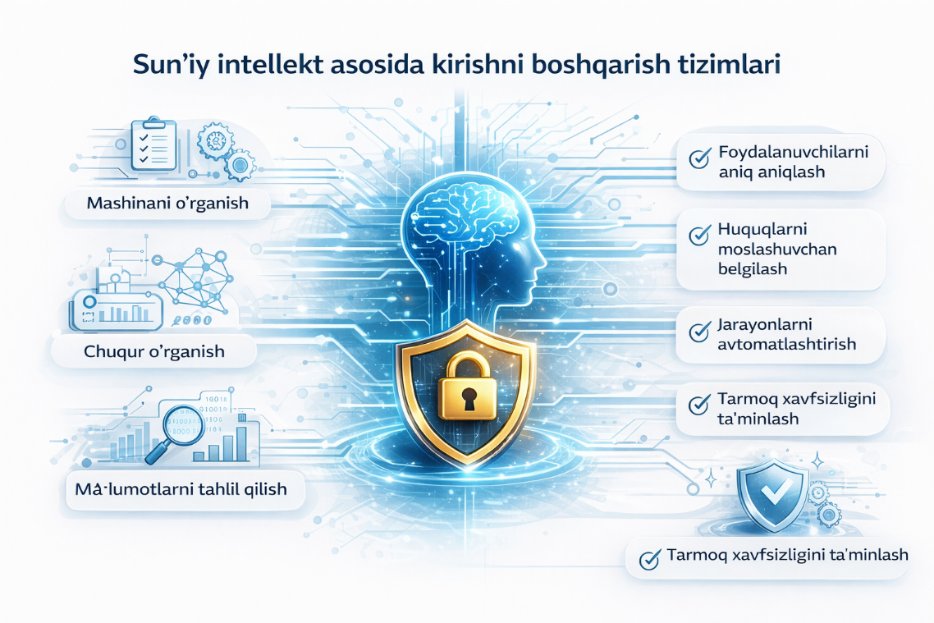 Sun'iy intellekt asosida kirishni boshqarish tizimlari
Mashinani o'rganish
Chuqur o'rganish
Ma'lumotlarni tahlil qilish
Foydalanuvchilarni
aniq aniqlash
Huquqlarni
moslashuvchan
belgilash
Jarayonlarni
avtomatlashtirish
Tarmoq xavfsizligini
ta'minlash
Tarmoq xavfsizligini ta'minlash